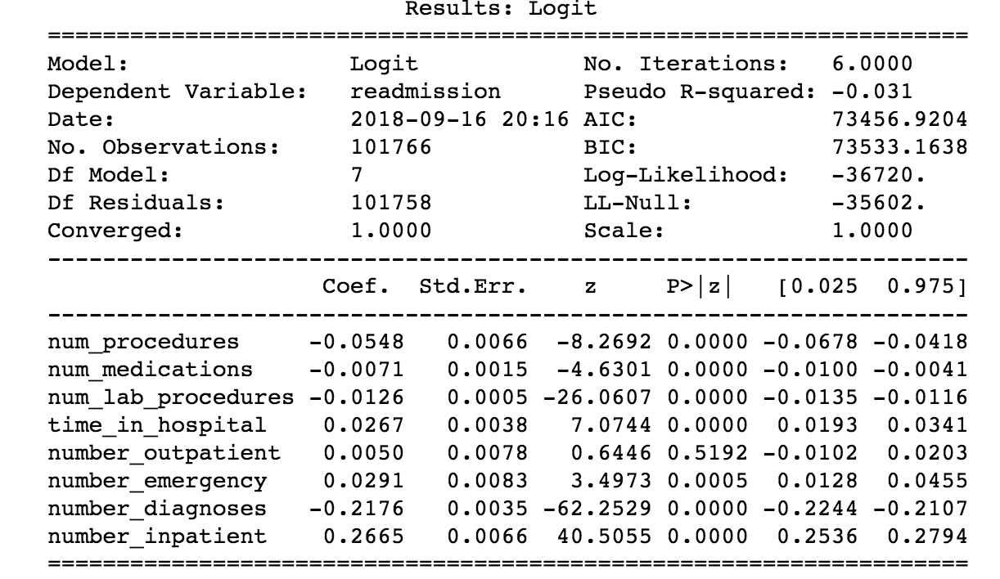 Results: Logit
===================================================================
Model:                Logit            No. Iterations:   6.0000
Dependent Variable:   readmission      Pseudo R-squared: -0.031
Date:                 2018-09-16 20:16 AIC:              73456.9204
No. Observations:     101766           BIC:              73533.1638
Df Model:             7                Log-Likelihood:   -36720.
Df Residuals:         101758           LL-Null:          -35602.
Converged:            1.0000           Scale:            1.0000
-------------------------------------------------------------------
                    Coef.  Std.Err.    z     P>|z|   [0.025  0.975]
-------------------------------------------------------------------
num_procedures     -0.0548   0.0066  -8.2692 0.0000 -0.0678 -0.0418
num_medications    -0.0071   0.0015  -4.6301 0.0000 -0.0100 -0.0041
num_lab_procedures -0.0126   0.0005 -26.0607 0.0000 -0.0135 -0.0116
time_in_hospital    0.0267   0.0038   7.0744 0.0000  0.0193  0.0341
number_outpatient   0.0050   0.0078   0.6446 0.5192 -0.0102  0.0203
number_emergency    0.0291   0.0083   3.4973 0.0005  0.0128  0.0455
number_diagnoses   -0.2176   0.0035 -62.2529 0.0000 -0.2244 -0.2107
number_inpatient    0.2665   0.0066  40.5055 0.0000  0.2536  0.2794
===================================================================